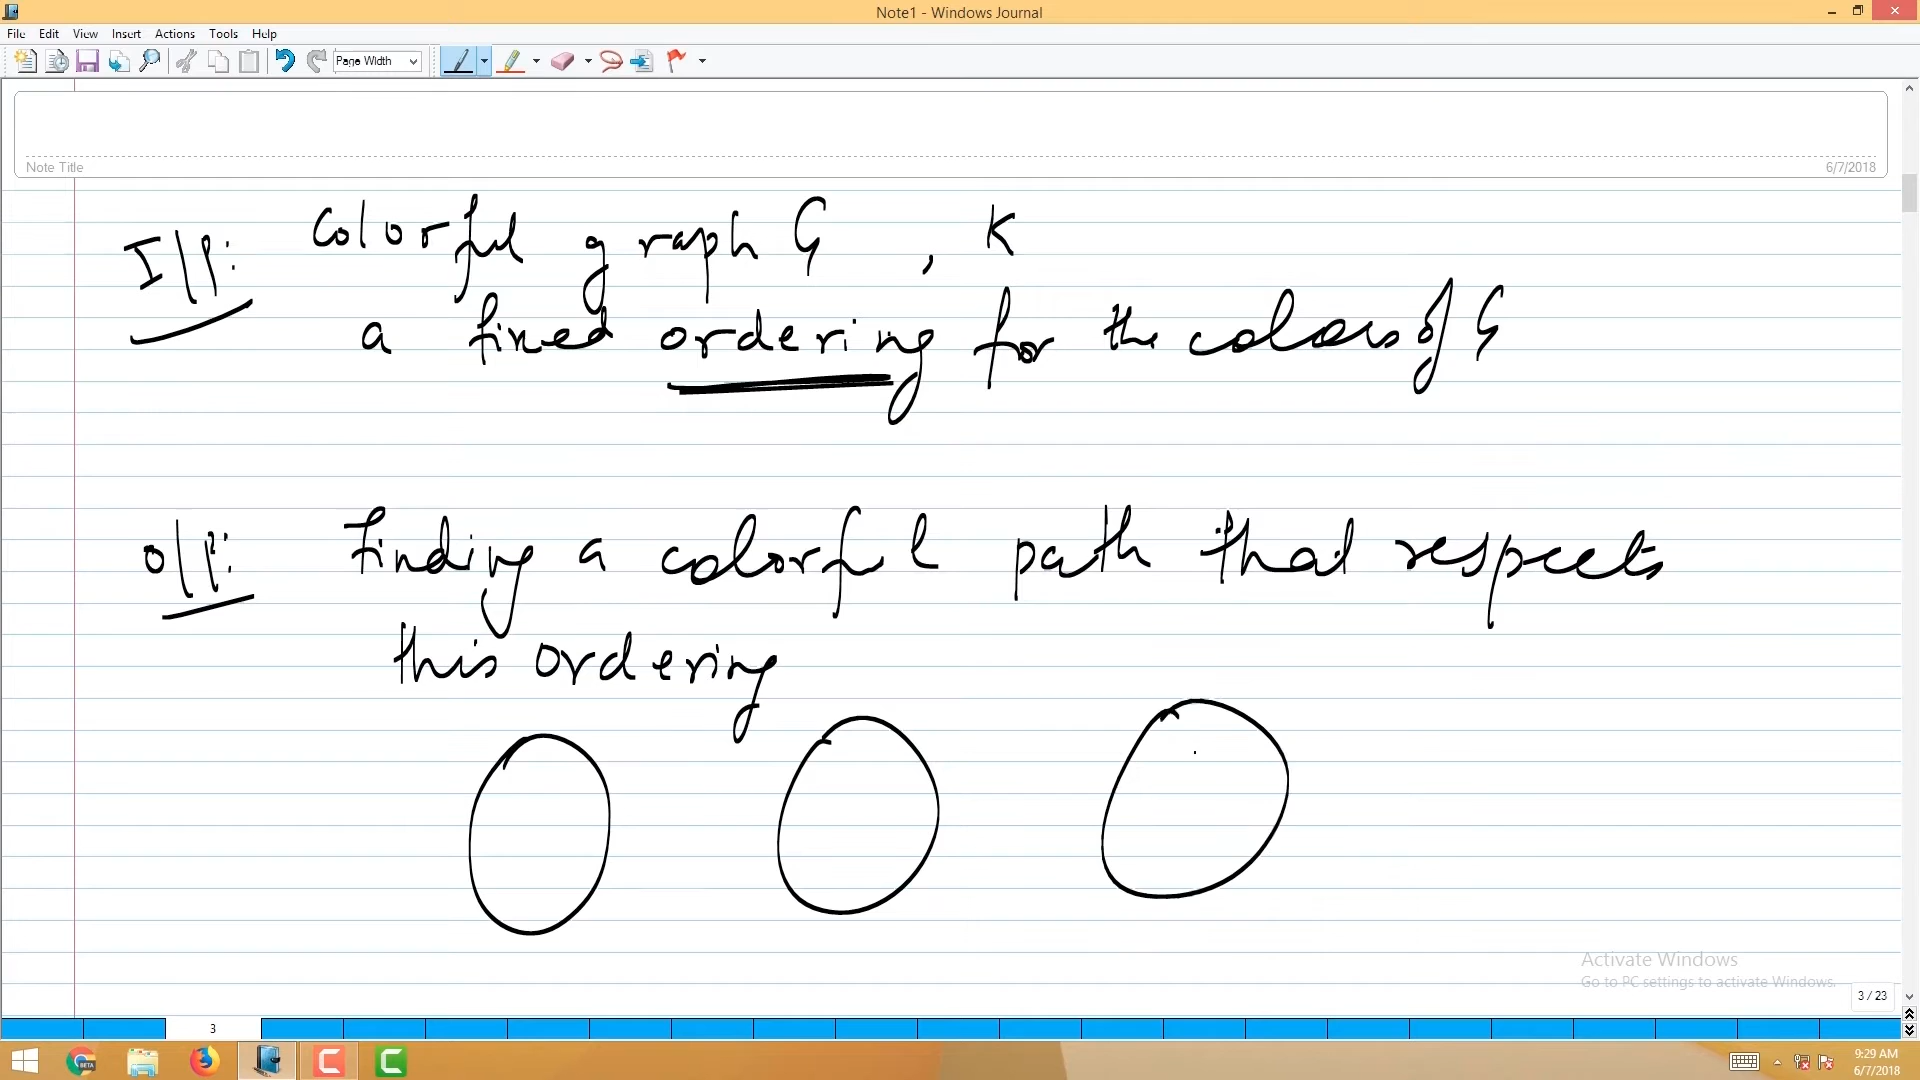 Note1 - Windows Journal
File Edit View Insert Actions Tools Help
Page Width
Note Title
6/7/2018
I/P: Colorful graph G , K
a fixed ordering for the colors of G
O/P: Finding a colorful path that respects
this ordering
Activate Windows
Go to PC settings to activate Windows.
3 / 23
3
BETA
9:29 AM
6/7/2018